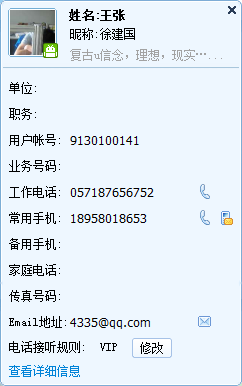 姓名:王张
昵称:徐建国
复古u信念，理想，现实…...
单位:
职务:
用户帐号: 9130100141
业务号码:
工作电话: 057187656752
常用手机: 18958018653
备用手机:
家庭电话:
传真号码:
Email地址: 4335@qq.com
电话接听规则: VIP 修改
查看详细信息